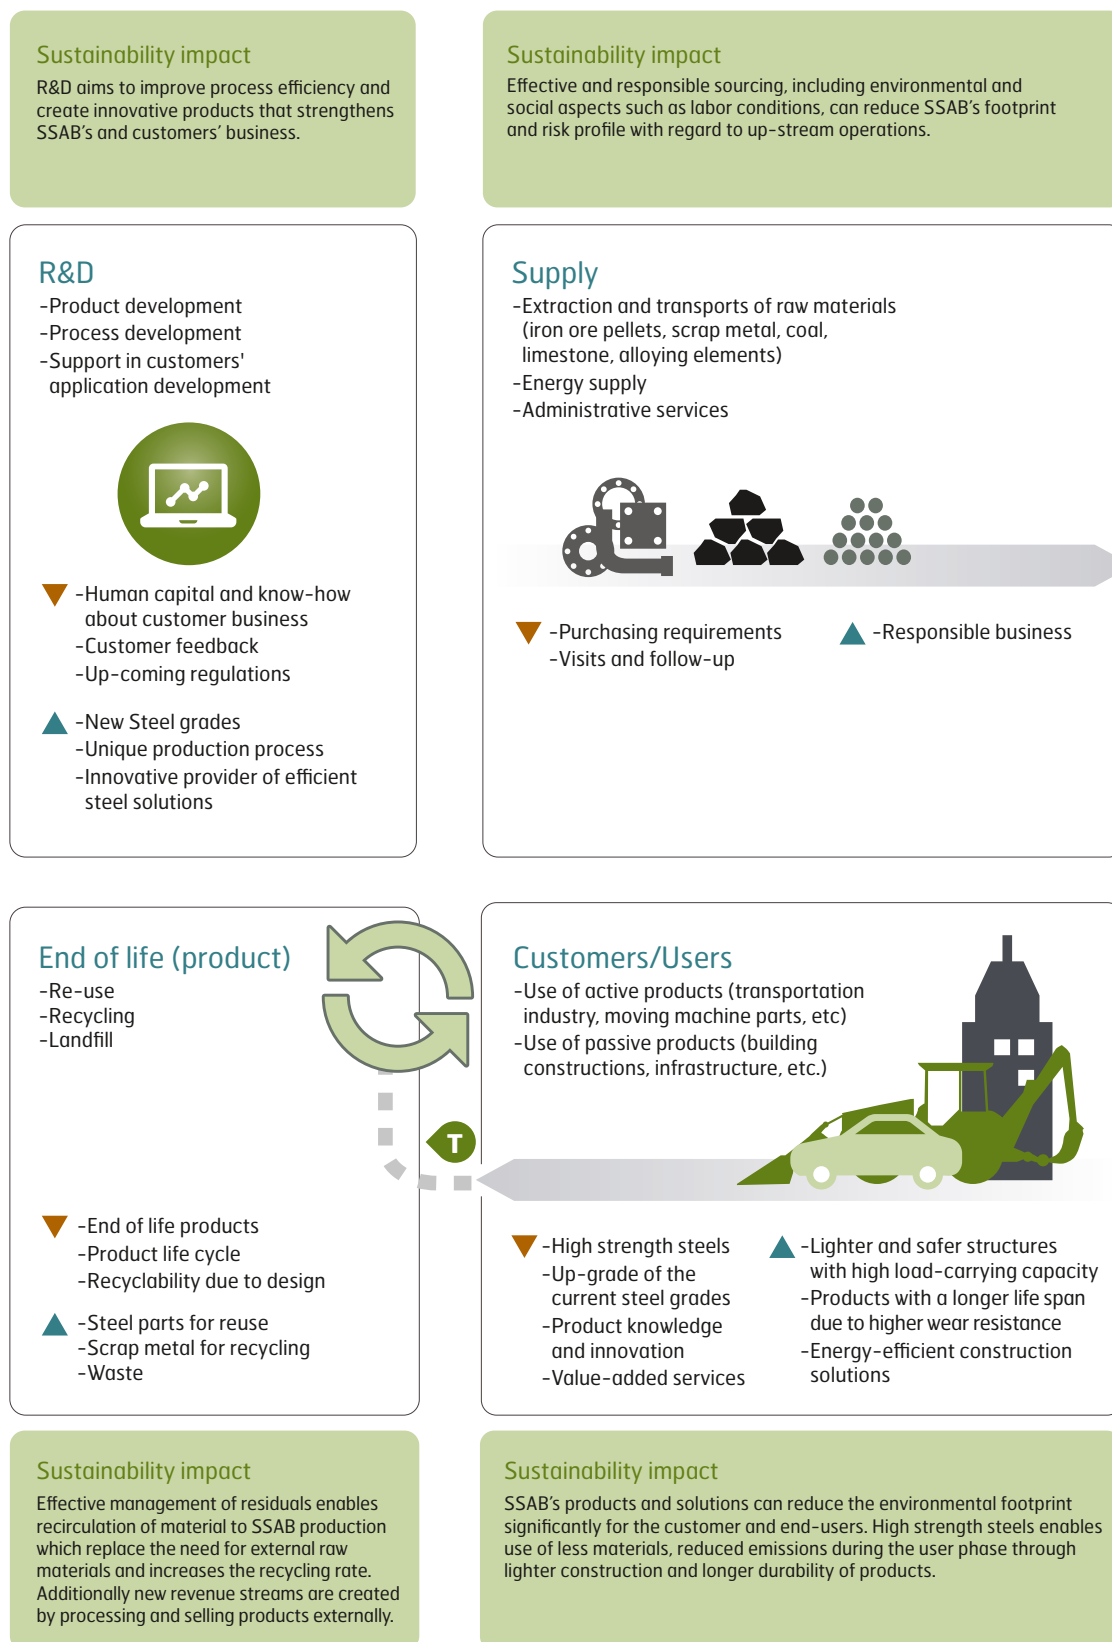 Sustainability impact
R&D aims to improve process efficiency and
create innovative products that strengthens
SSAB's and customers' business.
Sustainability impact
Effective and responsible sourcing, including environmental and
social aspects such as labor conditions, can reduce SSAB's footprint
and risk profile with regard to up-stream operations.
R&D
-Product development
-Process development
-Support in customers'
application development
-Human capital and know-how
about customer business
-Customer feedback
-Up-coming regulations
-New Steel grades
-Unique production process
-Innovative provider of efficient
steel solutions
Supply
-Extraction and transports of raw materials
(iron ore pellets, scrap metal, coal,
limestone, alloying elements)
-Energy supply
-Administrative services
-Purchasing requirements
-Visits and follow-up
-Responsible business
End of life (product)
-Re-use
-Recycling
-Landfill
T
-End of life products
-Product life cycle
-Recyclability due to design
-Steel parts for reuse
-Scrap metal for recycling
-Waste
Customers/Users
-Use of active products (transportation
industry, moving machine parts, etc)
-Use of passive products (building
constructions, infrastructure, etc.)
-High strength steels
-Up-grade of the
current steel grades
-Product knowledge
and innovation
-Value-added services
-Lighter and safer structures
with high load-carrying capacity
-Products with a longer life span
due to higher wear resistance
-Energy-efficient construction
solutions
Sustainability impact
Effective management of residuals enables
recirculation of material to SSAB production
which replace the need for external raw
materials and increases the recycling rate.
Additionally new revenue streams are created
by processing and selling products externally.
Sustainability impact
SSAB's products and solutions can reduce the environmental footprint
significantly for the customer and end-users. High strength steels enables
use of less materials, reduced emissions during the user phase through
lighter construction and longer durability of products.